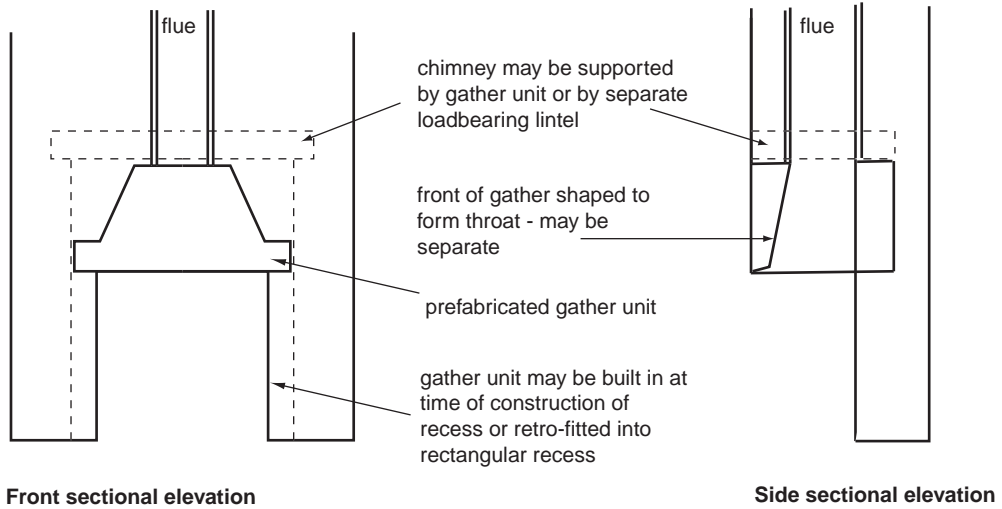 flue
flue
chimney may be supported
by gather unit or by separate
loadbearing lintel
front of gather shaped to
form throat - may be
separate
prefabricated gather unit
gather unit may be built in at
time of construction of
recess or retro-fitted into
rectangular recess
Front sectional elevation
Side sectional elevation